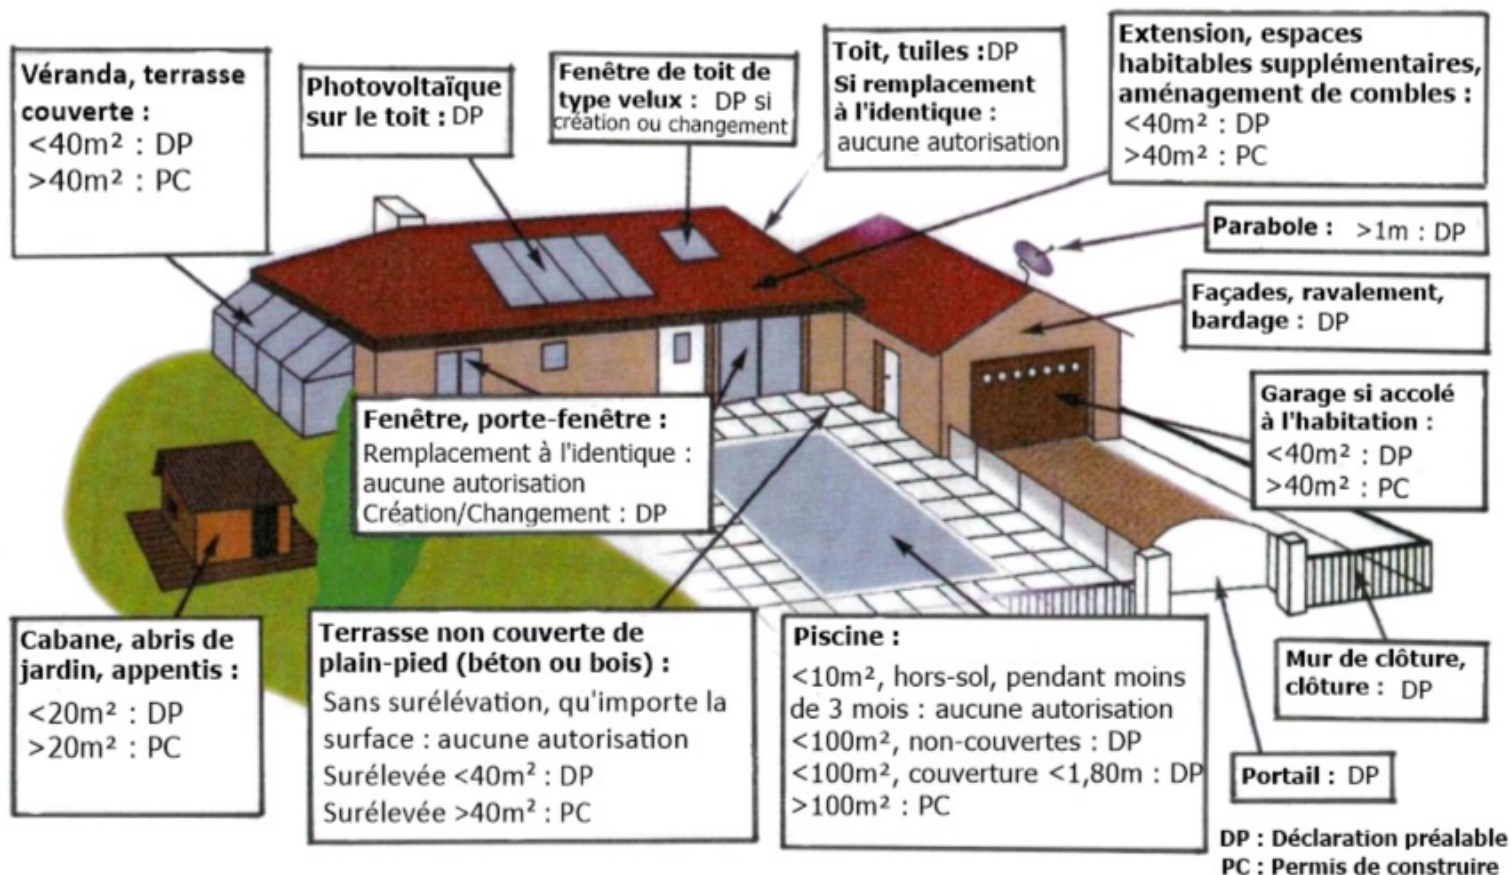 Véranda, terrasse
couverte :
<40m² : DP
>40m² : PC
Photovoltaïque
sur le toit : DP
Fenêtre de toit de
type velux : DP si
création ou changement
Toit, tuiles :DP
Si remplacement
à l'identique :
aucune autorisation
Extension, espaces
habitables supplémentaires,
aménagement de combles :
<40m² : DP
>40m² : PC
Parabole : >1m : DP
Façades, ravalement,
bardage : DP
Garage si accolé
à l'habitation :
<40m² : DP
>40m² : PC
Fenêtre, porte-fenêtre :
Remplacement à l'identique :
aucune autorisation
Création/Changement : DP
Cabane, abris de
jardin, appentis :
<20m² : DP
>20m² : PC
Terrasse non couverte de
plain-pied (béton ou bois) :
Sans surélévation, qu'importe la
surface : aucune autorisation
Surélevée <40m² : DP
Surélevée >40m² : PC
Piscine :
<10m², hors-sol, pendant moins
de 3 mois : aucune autorisation
<100m², non-couvertes : DP
<100m², couverture <1,80m : DP
>100m² : PC
Mur de clôture,
clôture : DP
Portail : DP
DP : Déclaration préalable
PC : Permis de construire